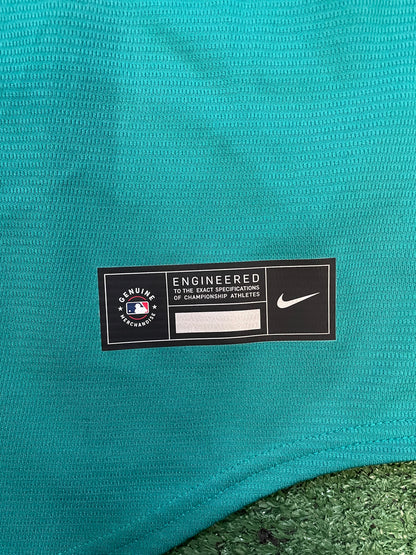 GENUINE
MERCHANDISE
ENGINEERED
TO THE EXACT SPECIFICATIONS
OF CHAMPIONSHIP ATHLETES